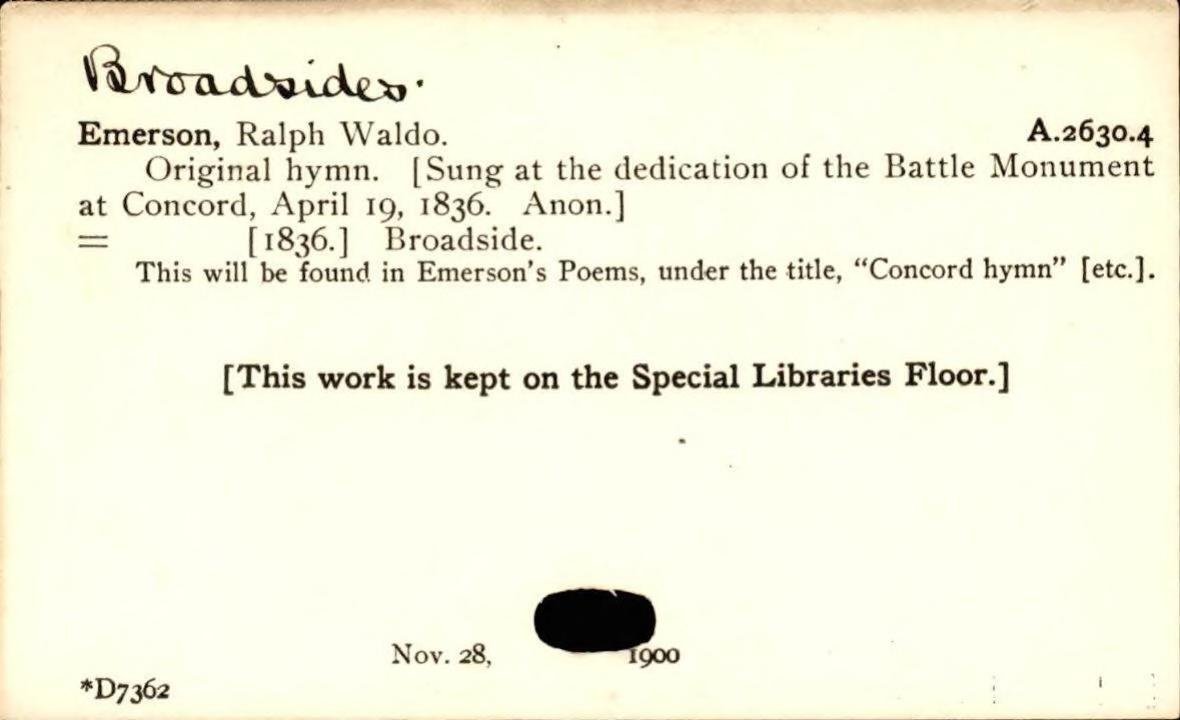 Broadsides.
Emerson, Ralph Waldo. A.2630.4
Original hymn. [Sung at the dedication of the Battle Monument
at Concord, April 19, 1836. Anon.]
= [1836.] Broadside.
This will be found in Emerson's Poems, under the title, “Concord hymn” [etc.].
[This work is kept on the Special Libraries Floor.]
Nov. 28, 1900
*D7362